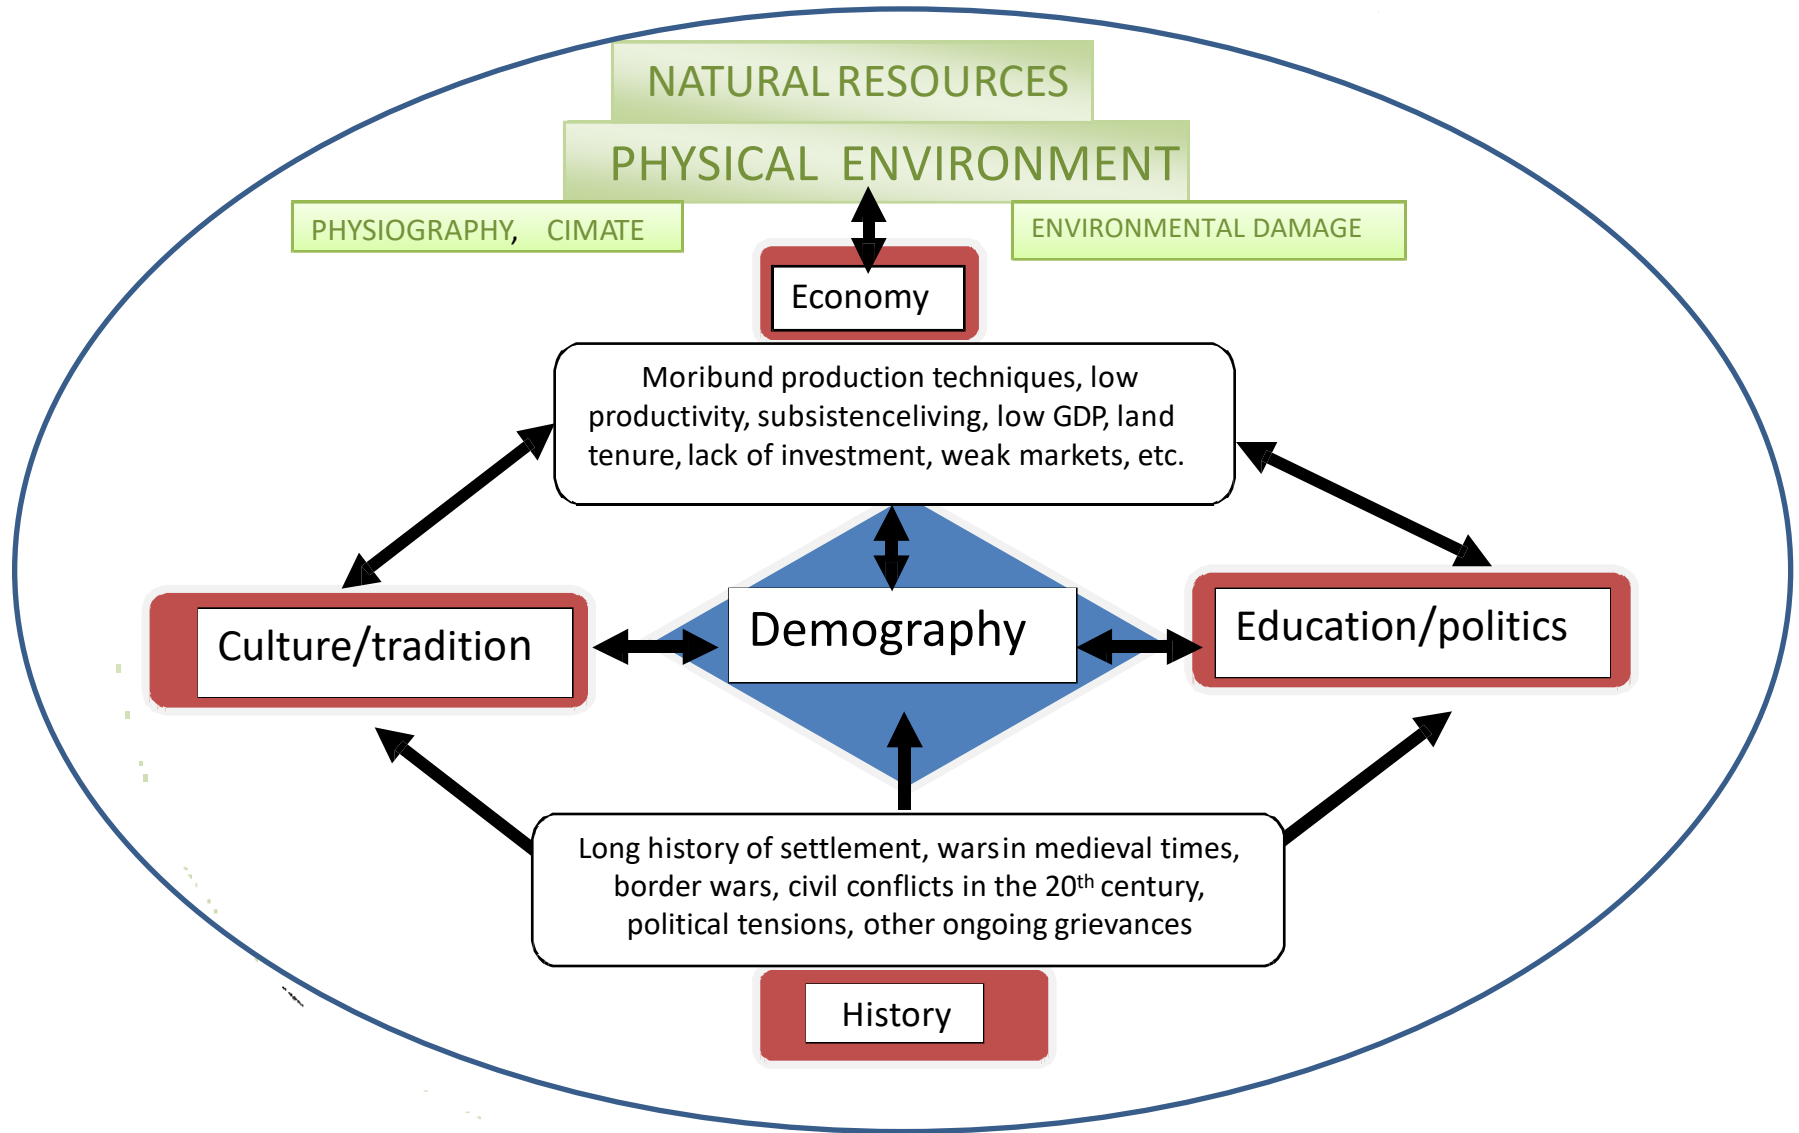 NATURAL RESOURCES
PHYSICAL ENVIRONMENT
PHYSIOGRAPHY, CIMATE
ENVIRONMENTAL DAMAGE
Economy
Moribund production techniques, low
productivity, subsistenceliving, low GDP, land
tenure, lack of investment, weak markets, etc.
Culture/tradition
Demography
Education/politics
Long history of settlement, warsin medieval times,
border wars, civil conflicts in the 20th century,
political tensions, other ongoing grievances
History